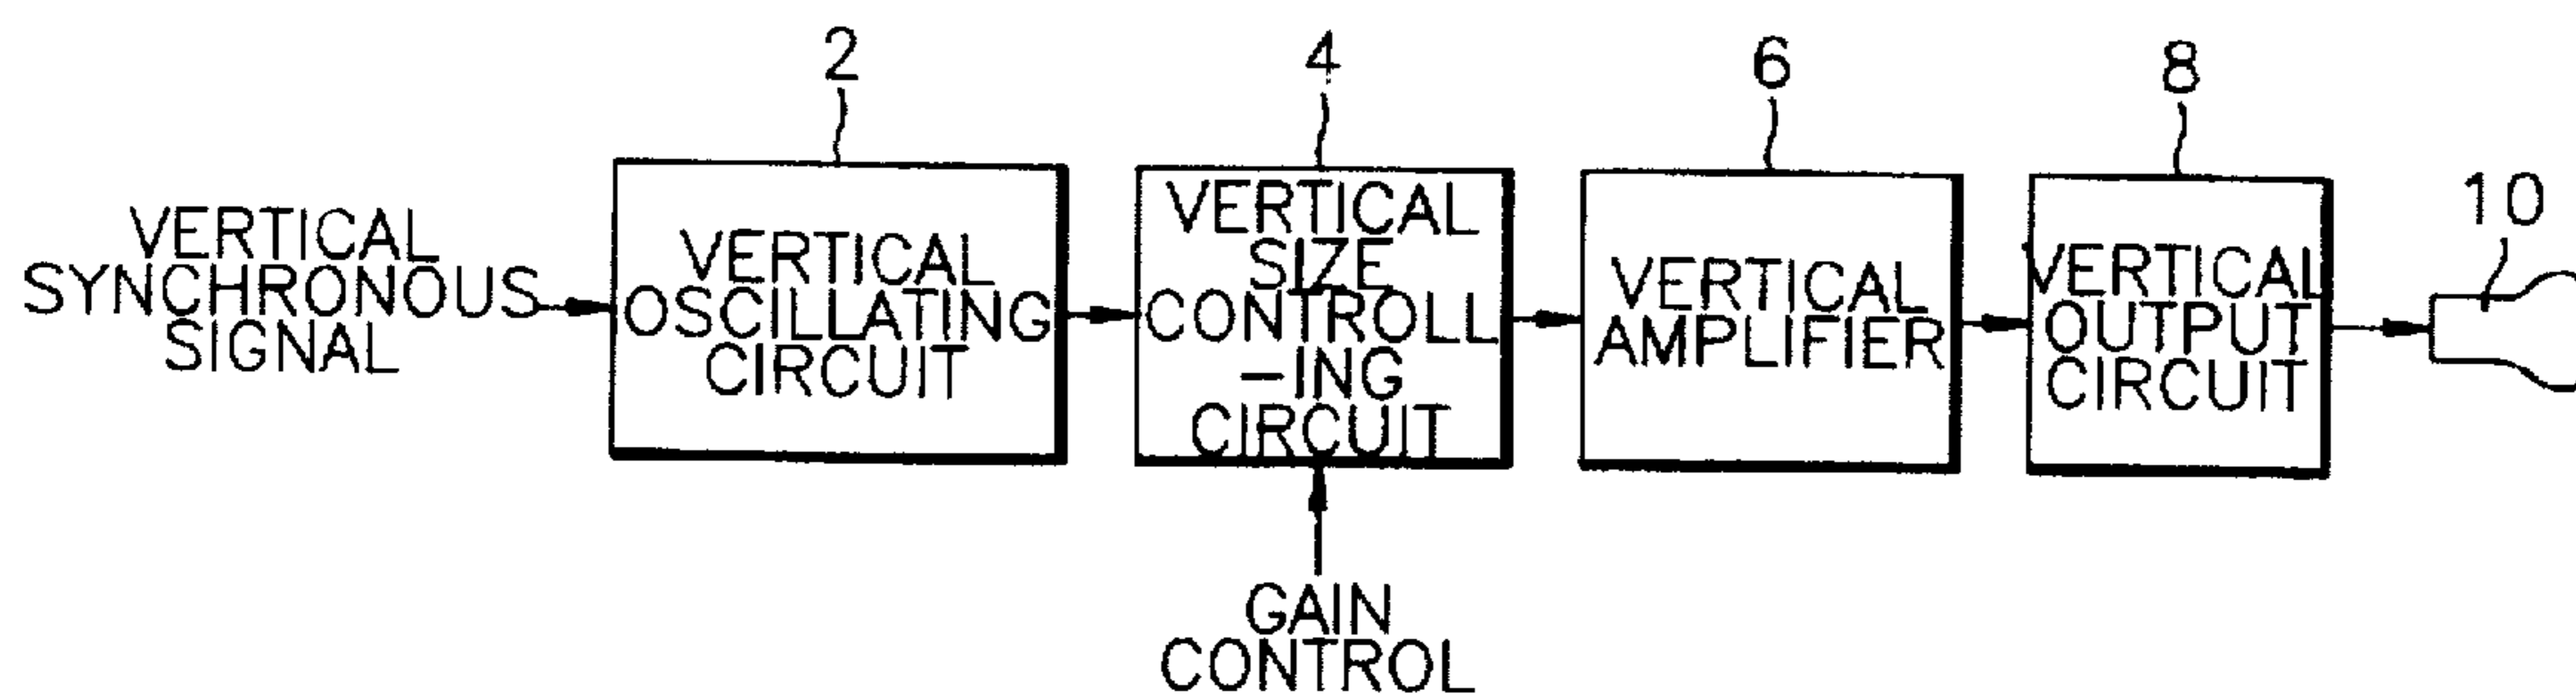 2
4
6
8
10
VERTICAL
SYNCHRONOUS
SIGNAL
VERTICAL
OSCILLATING
CIRCUIT
VERTICAL
SIZE
CONTROLL
-ING
CIRCUIT
VERTICAL
AMPLIFIER
VERTICAL
OUTPUT
CIRCUIT
GAIN
CONTROL